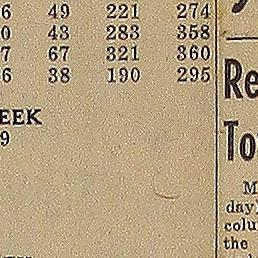 6 49 221 274
0 43 283 358
7 67 321 360
6 38 190 295
EEK
9
Re
To
M
day)
colu
the